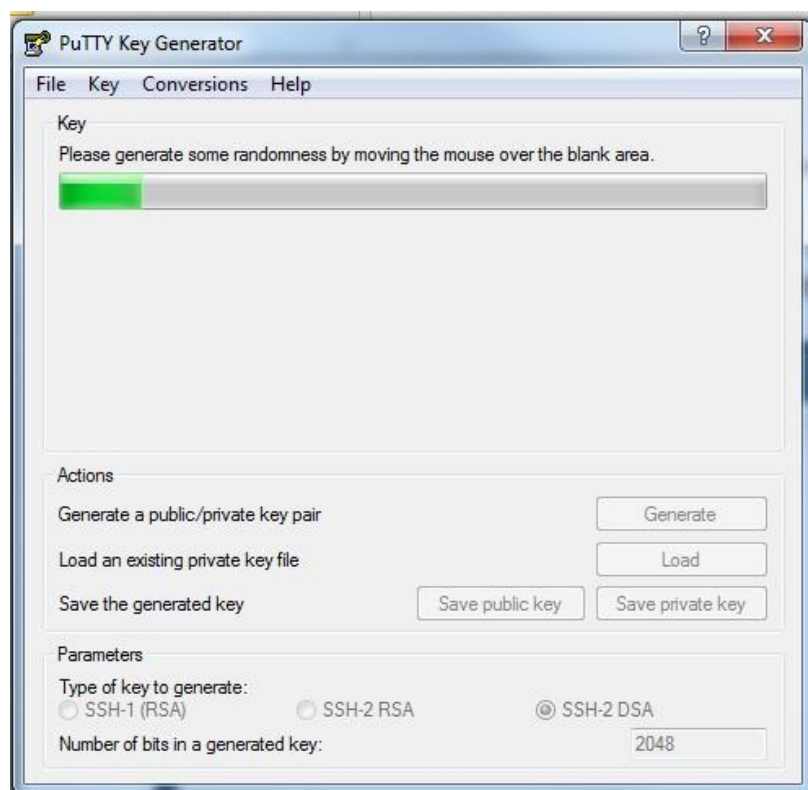 PuTTY Key Generator
File Key Conversions Help
Key
Please generate some randomness by moving the mouse over the blank area.
Actions
Generate a public/private key pair Generate
Load an existing private key file Load
Save the generated key Save public key Save private key
Parameters
Type of key to generate:
SSH-1 (RSA) SSH-2 RSA SSH-2 DSA
Number of bits in a generated key: 2048